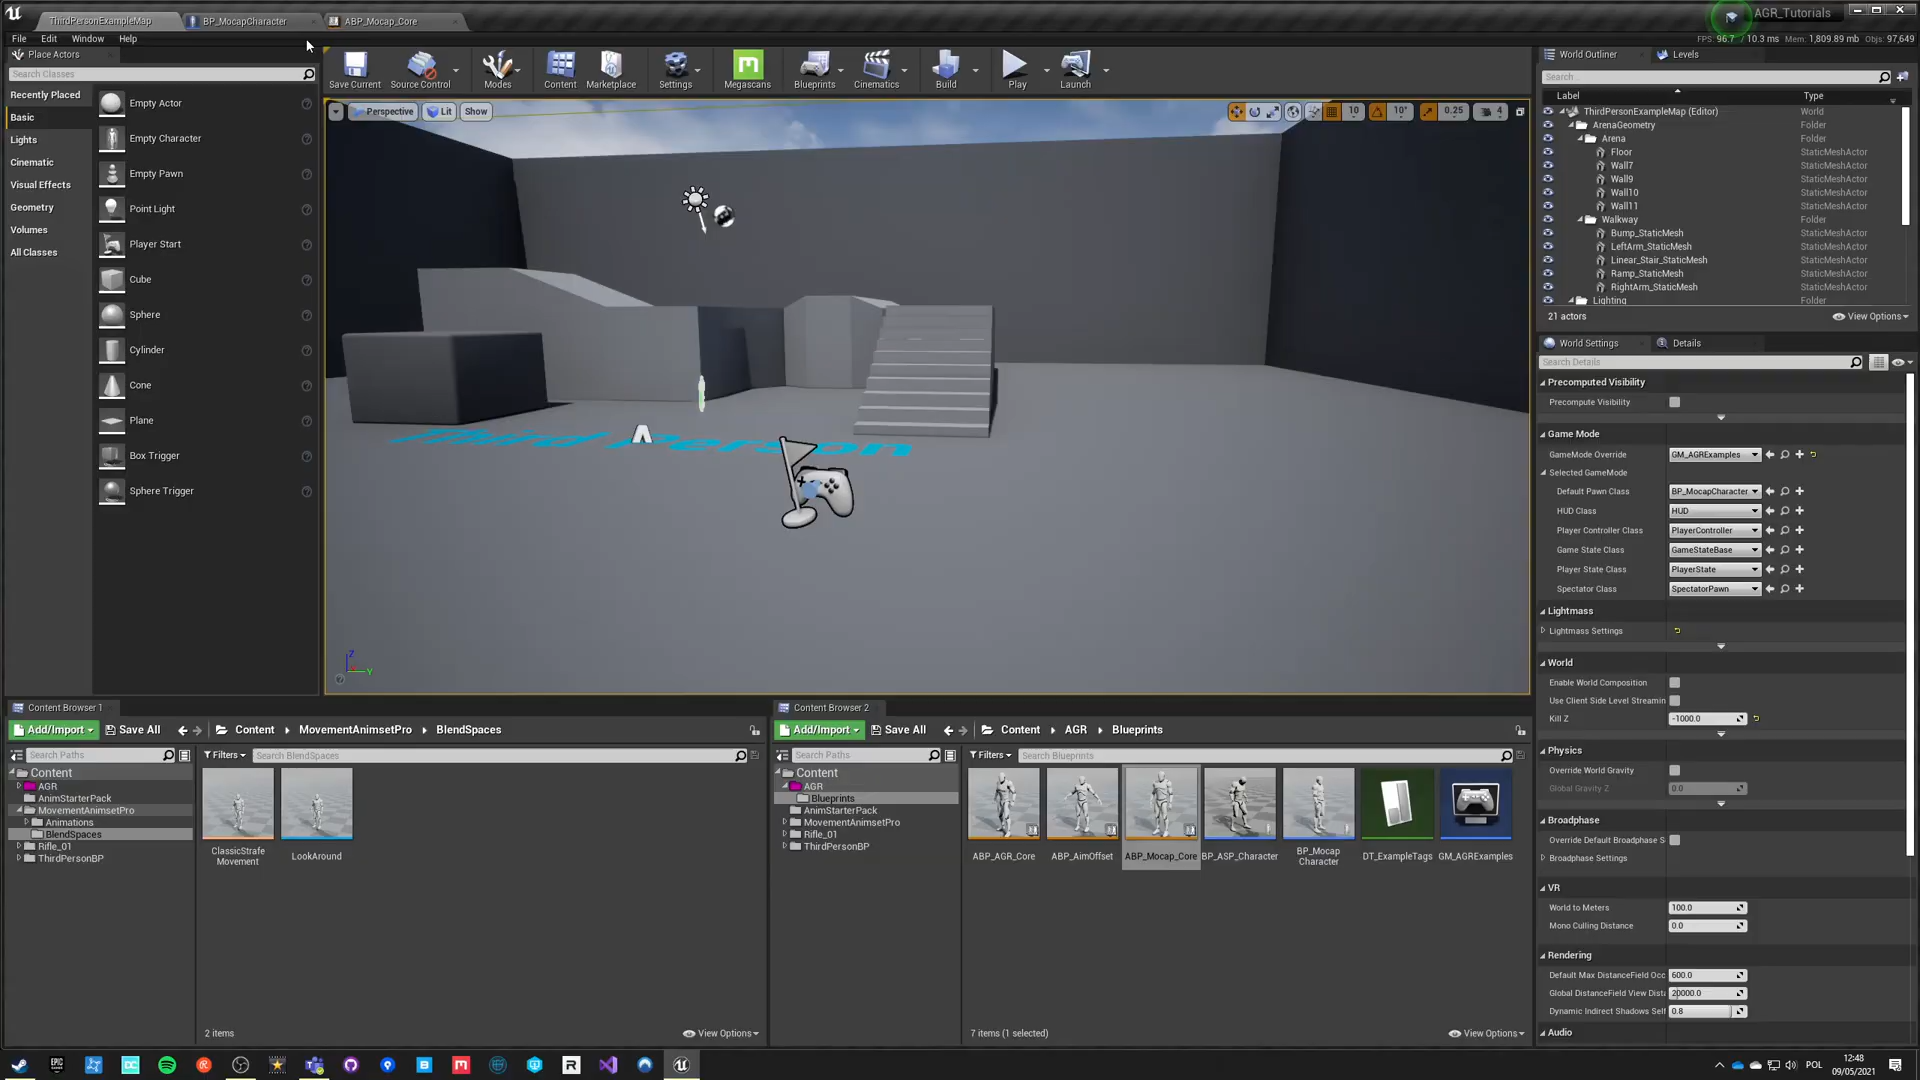 ThirdPersonExampleMap
BP_MocapCharacter
ABP_Mocap_Core
AGR_Tutorials
File
Edit
Window
Help
FPS: 96.7 / 10.3 ms Mem: 1,809.89 mb Objs: 97,649
Place Actors
Search Classes
Recently Placed
Basic
Lights
Cinematic
Visual Effects
Geometry
Volumes
All Classes
Empty Actor
Empty Character
Empty Pawn
Point Light
Player Start
Cube
Sphere
Cylinder
Cone
Plane
Box Trigger
Sphere Trigger
Save Current
Source Control
Modes
Content
Marketplace
Settings
Megascans
Blueprints
Cinematics
Build
Play
Launch
Perspective
Lit
Show
10
10°
0.25
4
Third Person
Z
Y
World Outliner
Levels
Search...
Label
Type
ThirdPersonExampleMap (Editor) World
ArenaGeometry Folder
Arena Folder
Floor StaticMeshActor
Wall7 StaticMeshActor
Wall9 StaticMeshActor
Wall10 StaticMeshActor
Wall11 StaticMeshActor
Walkway Folder
Bump_StaticMesh StaticMeshActor
LeftArm_StaticMesh StaticMeshActor
Linear_Stair_StaticMesh StaticMeshActor
Ramp_StaticMesh StaticMeshActor
RightArm_StaticMesh StaticMeshActor
Lighting Folder
21 actors
View Options
World Settings
Details
Search Details
Precomputed Visibility
Precompute Visibility
Game Mode
GameMode Override GM_AGRExamples
Selected GameMode
Default Pawn Class BP_MocapCharacter
HUD Class HUD
Player Controller Class PlayerController
Game State Class GameStateBase
Player State Class PlayerState
Spectator Class SpectatorPawn
Lightmass
Lightmass Settings
World
Enable World Composition
Use Client Side Level Streamin
Kill Z -1000.0
Physics
Override World Gravity
Global Gravity Z 0.0
Broadphase
Override Default Broadphase S
Broadphase Settings
VR
World to Meters 100.0
Mono Culling Distance 0.0
Rendering
Default Max DistanceField Occ 600.0
Global DistanceField View Dista 20000.0
Dynamic Indirect Shadows Self 0.8
Audio
Content Browser 1
Add/Import
Save All
Content
MovementAnimsetPro
BlendSpaces
Search Paths
Filters
Search BlendSpaces
Content
AGR
AnimStarterPack
MovementAnimsetPro
Animations
BlendSpaces
Rifle_01
ThirdPersonBP
ClassicStrafe Movement
LookAround
2 items
View Options
Content Browser 2
Add/Import
Save All
Content
AGR
Blueprints
Search Paths
Filters
Search Blueprints
Content
AGR
Blueprints
AnimStarterPack
MovementAnimsetPro
Rifle_01
ThirdPersonBP
ABP_AGR_Core
ABP_AimOffset
ABP_Mocap_Core
BP_ASP_Character
BP_Mocap Character
DT_ExampleTags
GM_AGRExamples
7 items (1 selected)
View Options
POL
12:48
09/05/2021